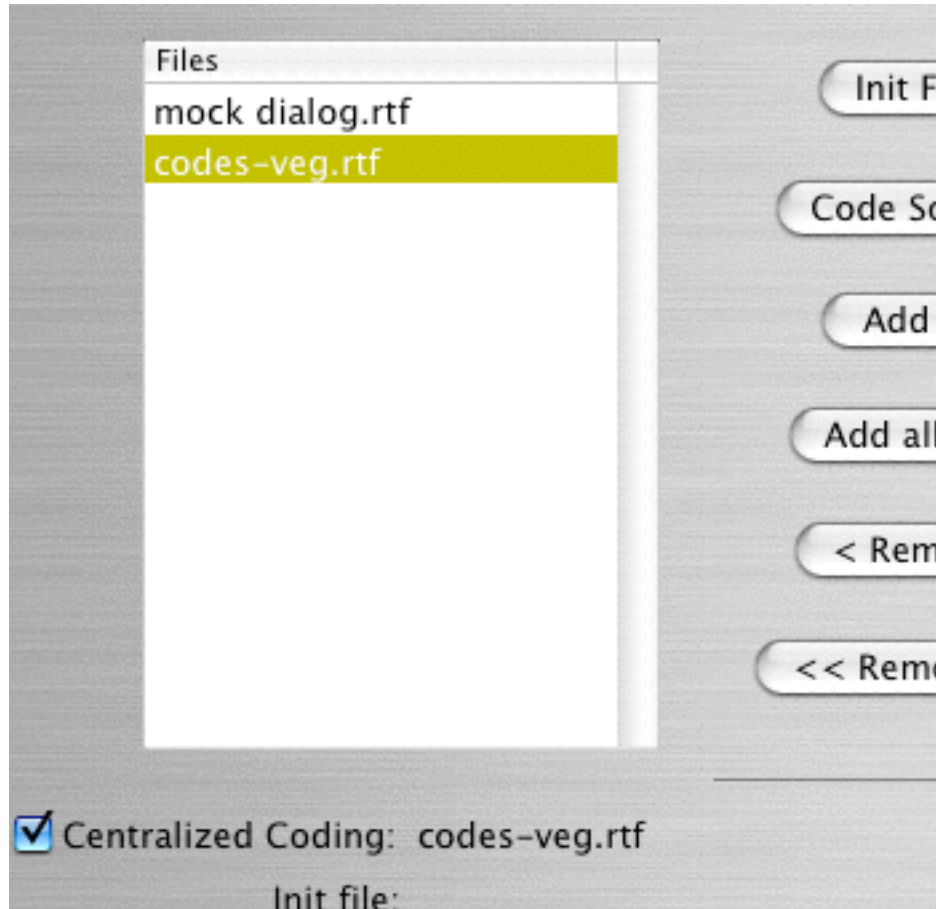 Files
mock dialog.rtf
codes-veg.rtf
Init F
Code Sc
Add
Add all
< Rem
<< Remo
Centralized Coding: codes-veg.rtf
Init file: